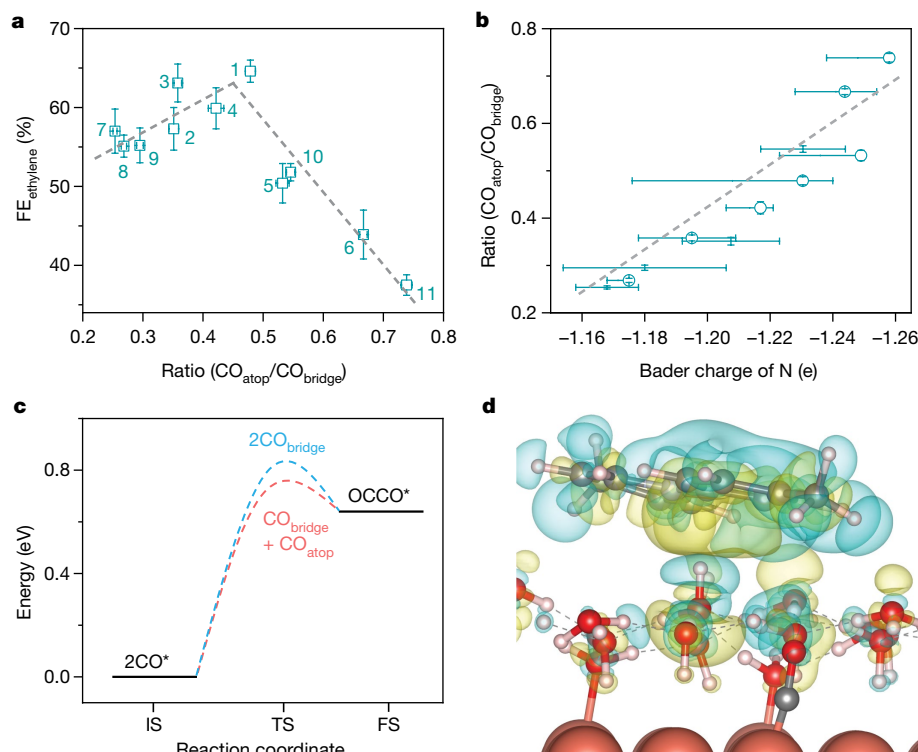 a
70
60
50
40
FEethylene (%)
0.2 0.3 0.4 0.5 0.6 0.7 0.8
Ratio (COatop/CObridge)
1
3
4
2
7
8
9
10
5
6
11
b
0.8
0.6
0.4
0.2
Ratio (COatop/CObridge)
−1.16 −1.18 −1.20 −1.22 −1.24 −1.26
Bader charge of N (e)
c
0.8
0.4
0.0
Energy (eV)
2CObridge
OCCO*
CObridge
+ COatop
2CO*
IS TS FS
Reaction coordinate
d